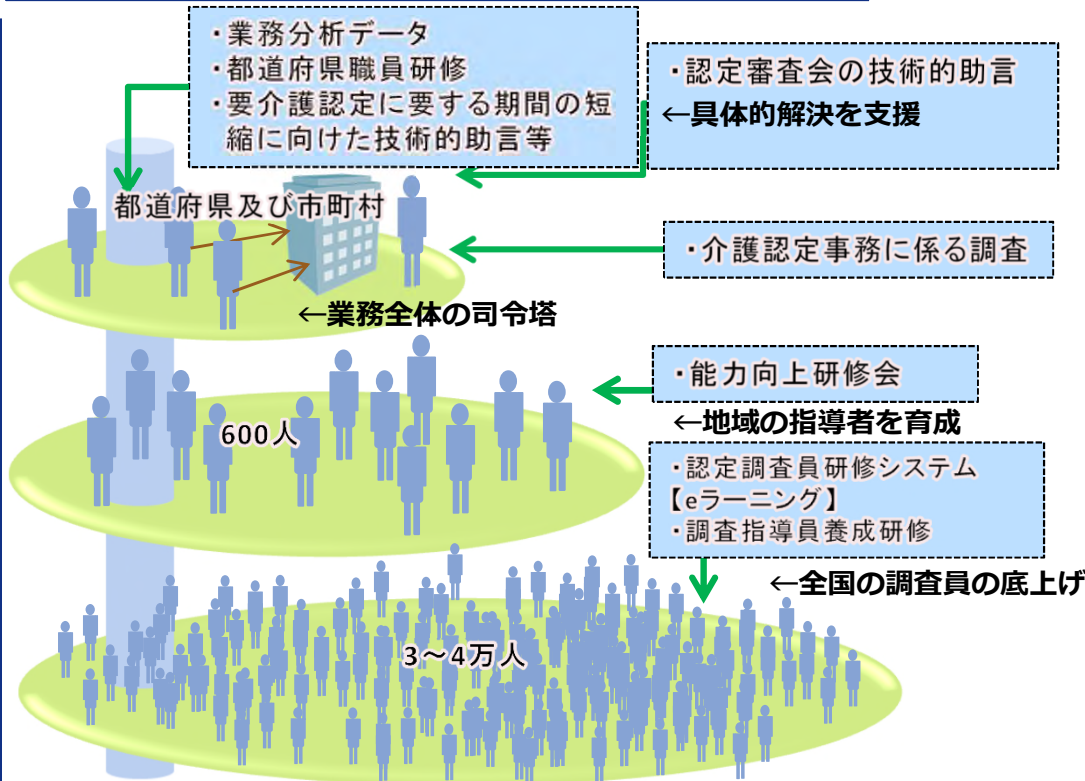 ・業務分析データ
・都道府県職員研修
・要介護認定に要する期間の短
縮に向けた技術的助言等
・認定審査会の技術的助言
←具体的解決を支援
都道府県及び市町村
・介護認定事務に係る調査
←業務全体の司令塔
・能力向上研修会
←地域の指導者を育成
600人
・認定調査員研修システム
【eラーニング】
・調査指導員養成研修
←全国の調査員の底上げ
3～4万人